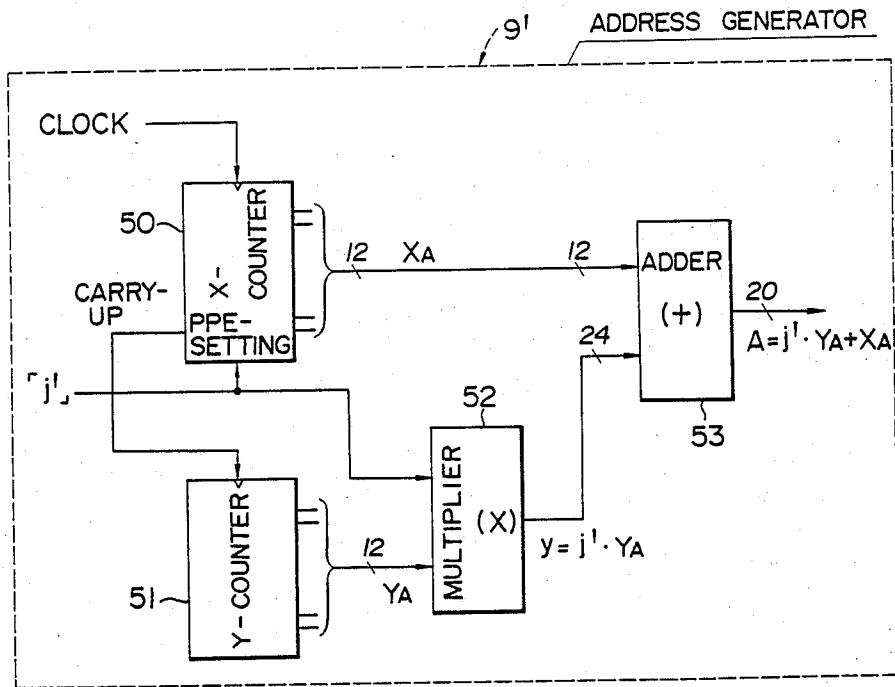 9'
ADDRESS GENERATOR
CLOCK
50
X-
COUNTER
PPE-
SETTING
CARRY-
UP
12
XA
12
ADDER
(+)
53
20
A=j'·YA+XA
24
「j'」
52
MULTIPLIER
(X)
y=j'·YA
51
Y-COUNTER
12
YA